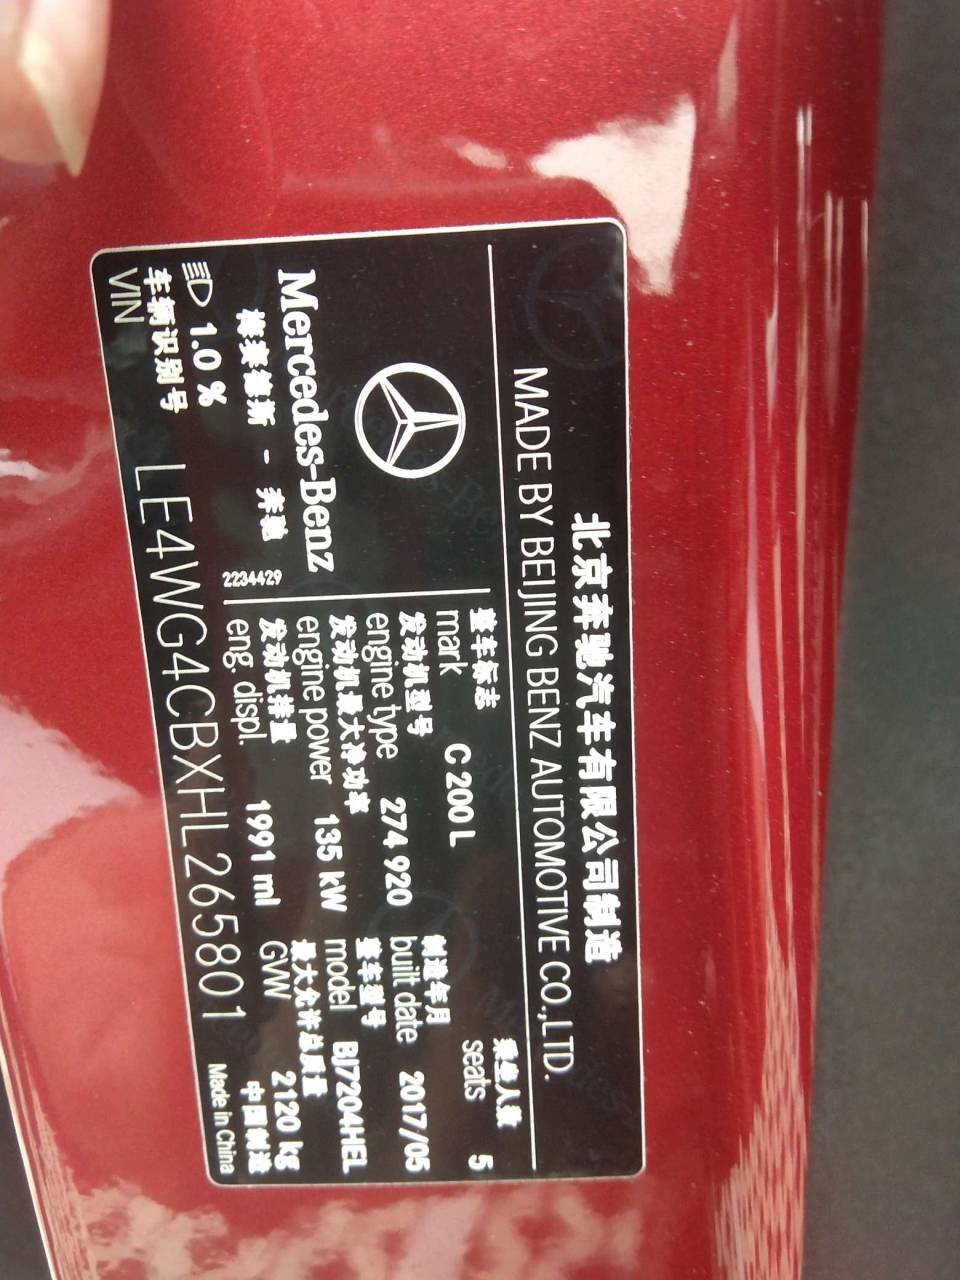 北京奔驰汽车有限公司制造
MADE BY BEIJING BENZ AUTOMOTIVE CO.,LTD.
Mercedes-Benz
梅赛德斯 - 奔驰
2234429
乘坐人数
seats 5
整车标志
mark C 200 L
发动机型号
engine type 274 920
制造年月
built date 2017/05
发动机最大净功率
engine power 135 kW
整车型号
model BJ7204HEL
发动机排量
eng. displ. 1991 ml
最大允许总质量
GVW 2120 kg
1.0 %
车辆识别号
VIN LE4WG4CBXHL265801
中国制造
Made in China